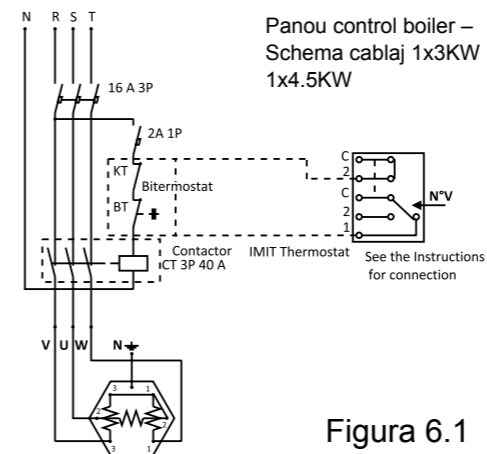 N R S T
Panou control boiler –
Schema cablaj 1x3KW
1x4.5KW
16 A 3P
2A 1P
KT
Bitermostat
BT
C
2
C
2
1
N°V
Contactor
CT 3P 40 A
IMIT Thermostat
See the Instructions
for connection
V U W N
3 1
2 2
3 1
Figura 6.1